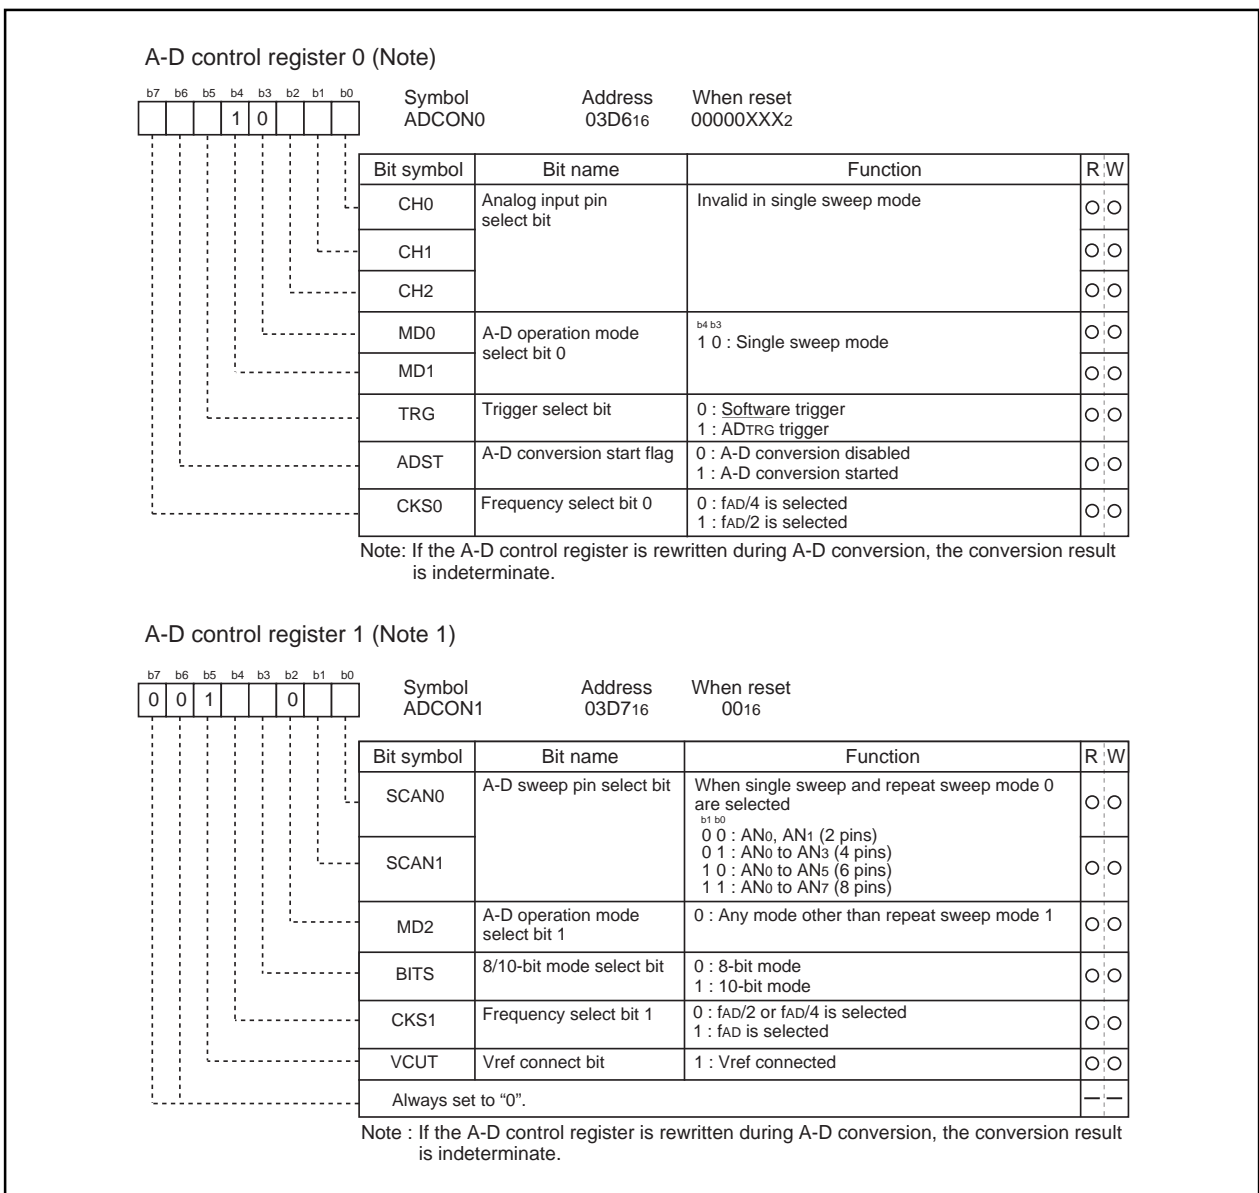 A-D control register 0 (Note)
b7 b6 b5 b4 b3 b2 b1 b0
1 0
Symbol Address When reset
ADCON0 03D616 00000XXX2
Bit symbol Bit name Function R W
CH0 Analog input pin select bit Invalid in single sweep mode
CH1
CH2
MD0 A-D operation mode select bit 0 b4 b3
1 0 : Single sweep mode
MD1
TRG Trigger select bit 0 : Software trigger
1 : ADTRG trigger
ADST A-D conversion start flag 0 : A-D conversion disabled
1 : A-D conversion started
CKS0 Frequency select bit 0 0 : fAD/4 is selected
1 : fAD/2 is selected
Note: If the A-D control register is rewritten during A-D conversion, the conversion result
is indeterminate.
A-D control register 1 (Note 1)
b7 b6 b5 b4 b3 b2 b1 b0
0 0 1 0
Symbol Address When reset
ADCON1 03D716 0016
Bit symbol Bit name Function R W
SCAN0 A-D sweep pin select bit When single sweep and repeat sweep mode 0
are selected
b1 b0
0 0 : AN0, AN1 (2 pins)
0 1 : AN0 to AN3 (4 pins)
SCAN1 1 0 : AN0 to AN5 (6 pins)
1 1 : AN0 to AN7 (8 pins)
MD2 A-D operation mode select bit 1 0 : Any mode other than repeat sweep mode 1
BITS 8/10-bit mode select bit 0 : 8-bit mode
1 : 10-bit mode
CKS1 Frequency select bit 1 0 : fAD/2 or fAD/4 is selected
1 : fAD is selected
VCUT Vref connect bit 1 : Vref connected
Always set to “0”. — —
Note : If the A-D control register is rewritten during A-D conversion, the conversion result
is indeterminate.